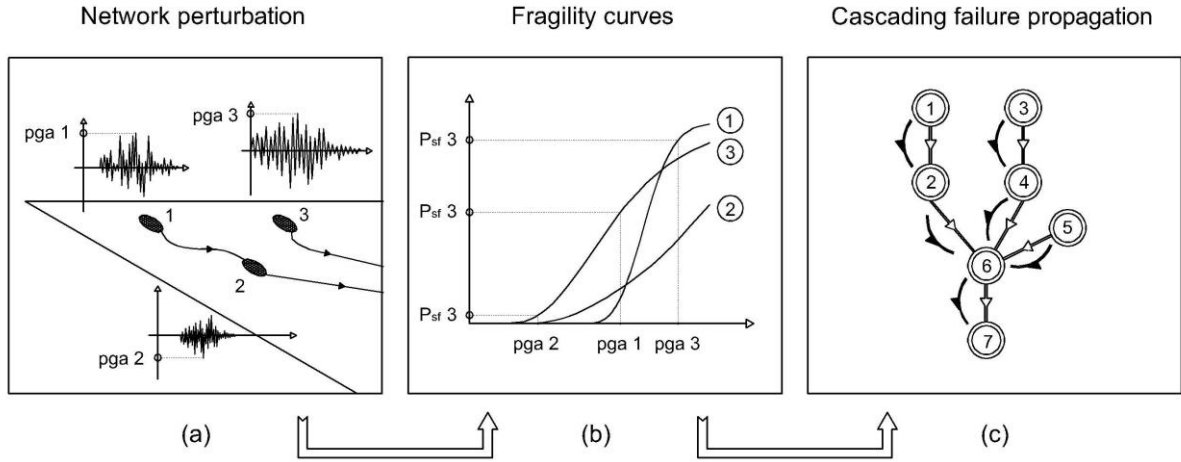 Network perturbation
Fragility curves
Cascading failure propagation
pga 1
pga 3
1
3
2
pga 2
Psf 3
Psf 3
Psf 3
1
3
2
pga 2
pga 1
pga 3
1
3
2
4
5
6
7
(a)
(b)
(c)